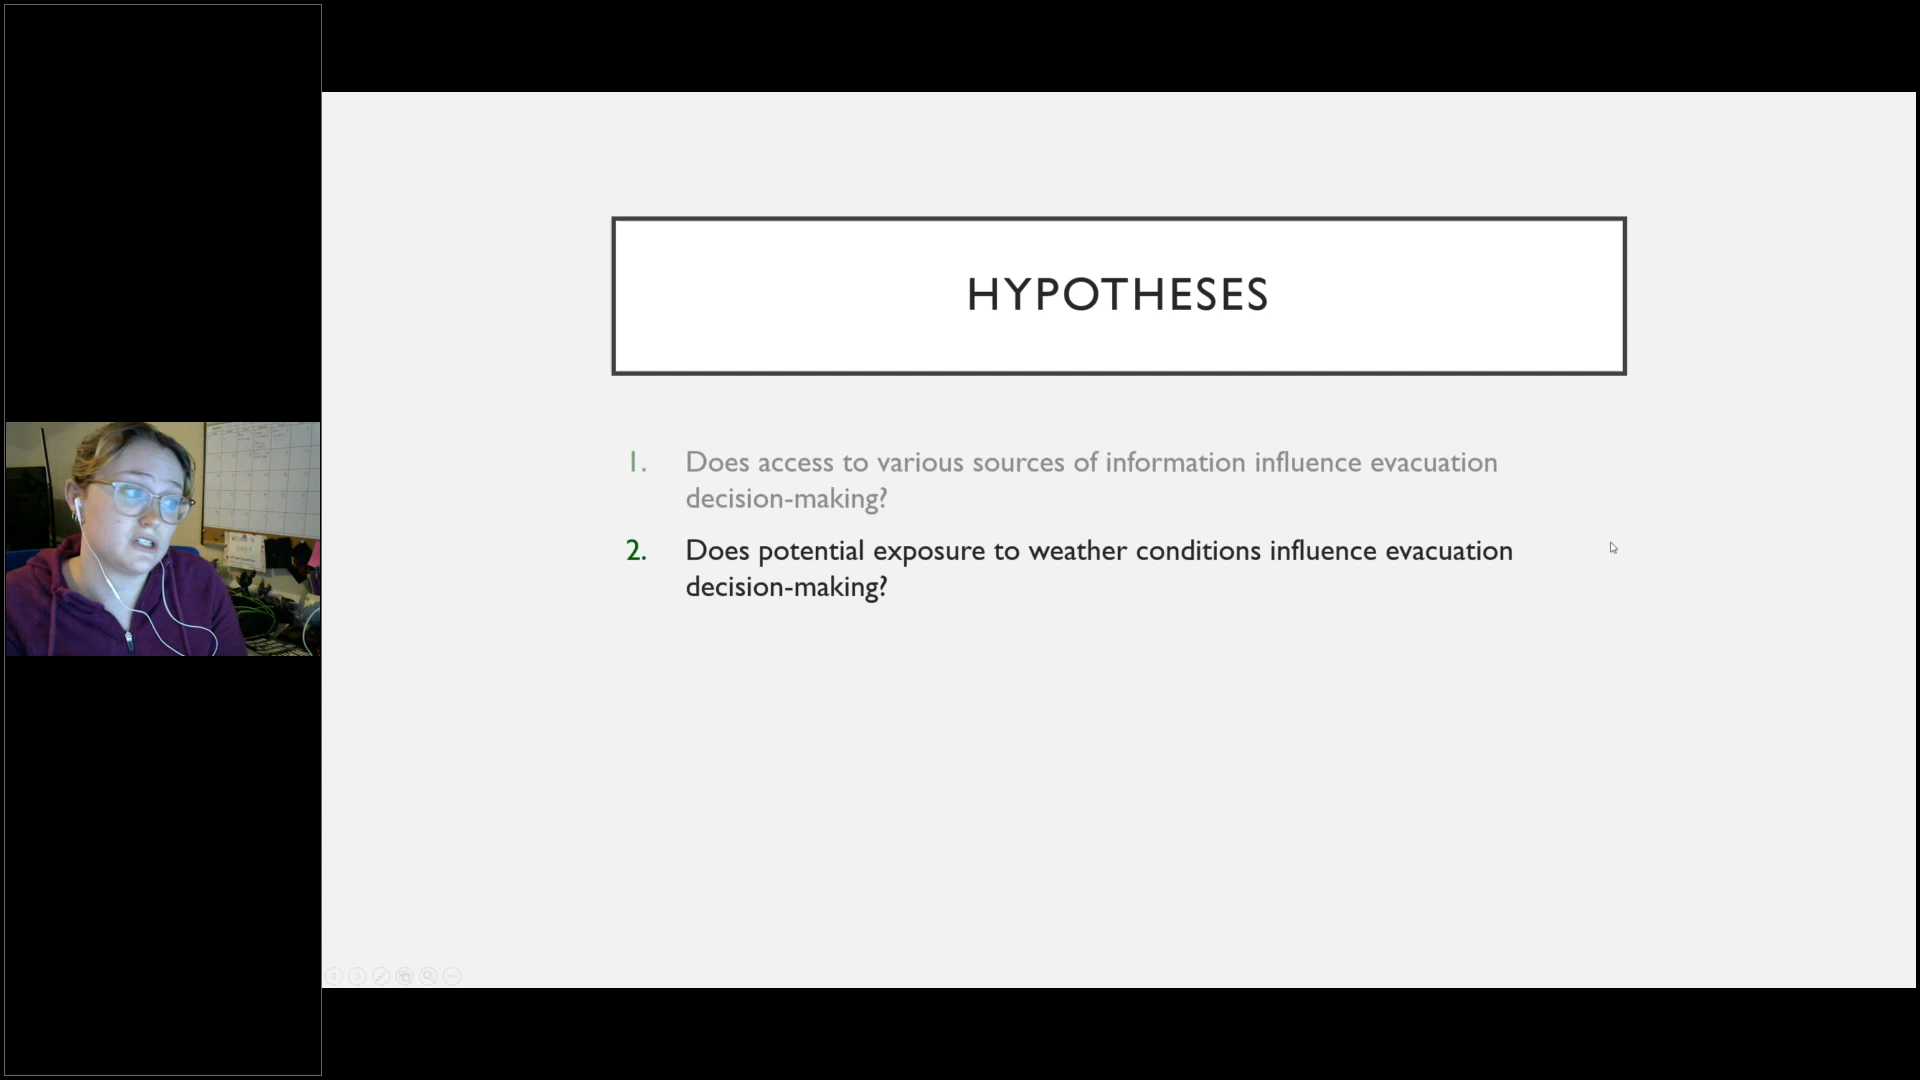 HYPOTHESES
1. Does access to various sources of information influence evacuation
decision-making?
2. Does potential exposure to weather conditions influence evacuation
decision-making?